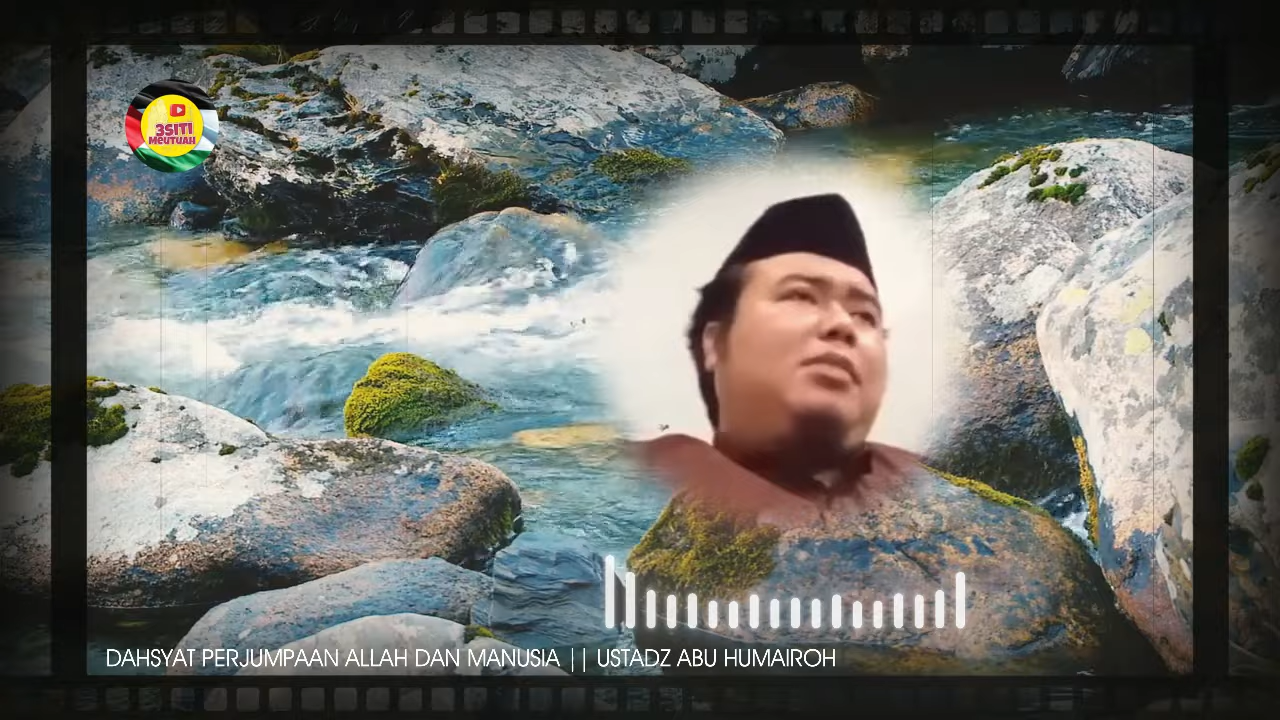 3SITI
MEUTUAH
DAHSYAT PERJUMPAAN ALLAH DAN MANUSIA || USTADZ ABU HUMAIROH